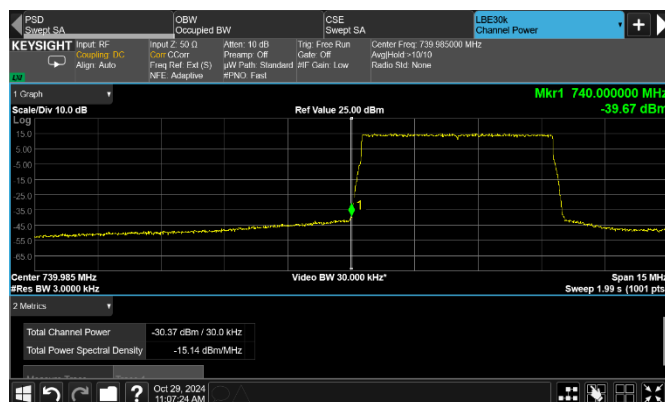 PSD
Swept SA
OBW
Occupied BW
CSE
Swept SA
LBE30k
Channel Power
KEYSIGHT
Input: RF
Coupling: DC
Align: Auto
Input Z: 50 Ω
Corr CCorr
Freq Ref: Ext (S)
NFE: Adaptive
Atten: 10 dB
Preamp: Off
µW Path: Standard
#PNO: Fast
Trig: Free Run
Gate: Off
#IF Gain: Low
Center Freq: 739.985000 MHz
Avg|Hold:>10/10
Radio Std: None
1 Graph
Scale/Div 10.0 dB
Ref Value 25.00 dBm
Mkr1 740.000000 MHz
-39.67 dBm
Log
15.0
5.00
-5.00
-15.0
-25.0
-35.0
-45.0
-55.0
-65.0
1
Center 739.985 MHz
#Res BW 3.0000 kHz
Video BW 30.000 kHz*
Span 15 MHz
Sweep 1.99 s (1001 pts)
2 Metrics
Total Channel Power -30.37 dBm / 30.0 kHz
Total Power Spectral Density -15.14 dBm/MHz
Oct 29, 2024
11:07:24 AM